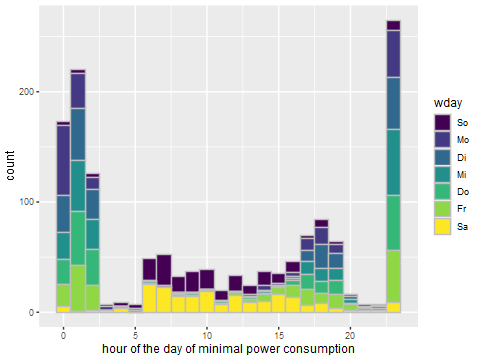 wday
So
Mo
Di
Mi
Do
Fr
Sa
count
200
100
0
0
5
10
15
20
hour of the day of minimal power consumption